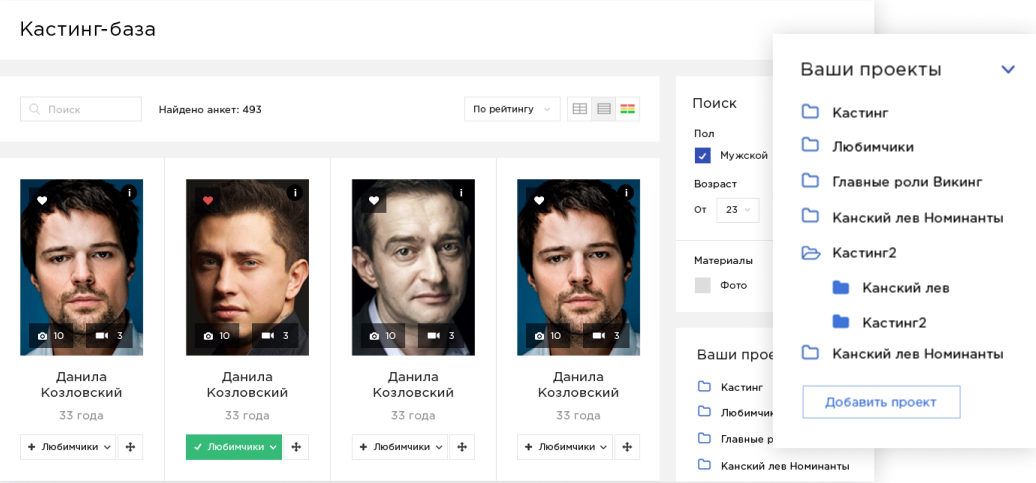 Кастинг-база
Поиск
Найдено анкет: 493
По рейтингу
i
10
3
Данила
Козловский
33 года
+ Любимчики
i
10
3
Данила
Козловский
33 года
Любимчики
i
10
3
Данила
Козловский
33 года
+ Любимчики
i
10
3
Данила
Козловский
33 года
+ Любимчики
Поиск
Пол
Мужской
Возраст
От 23
Материалы
Фото
Ваши прое
Кастинг
Любимчик
Главные р
Канский лев Номинанты
Ваши проекты
Кастинг
Любимчики
Главные роли Викинг
Канский лев Номинанты
Кастинг2
Канский лев
Кастинг2
Канский лев Номинанты
Добавить проект